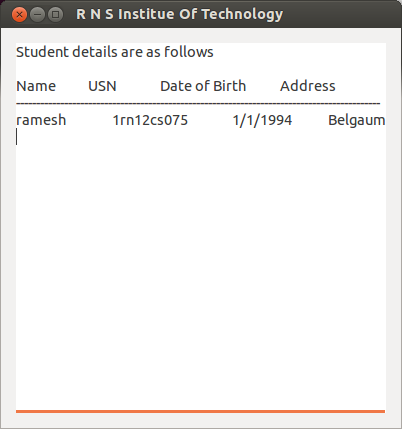 R N S Institue Of Technology
Student details are as follows
Name USN Date of Birth Address
--------------------------------------------------------------------------------
ramesh 1rn12cs075 1/1/1994 Belgaum